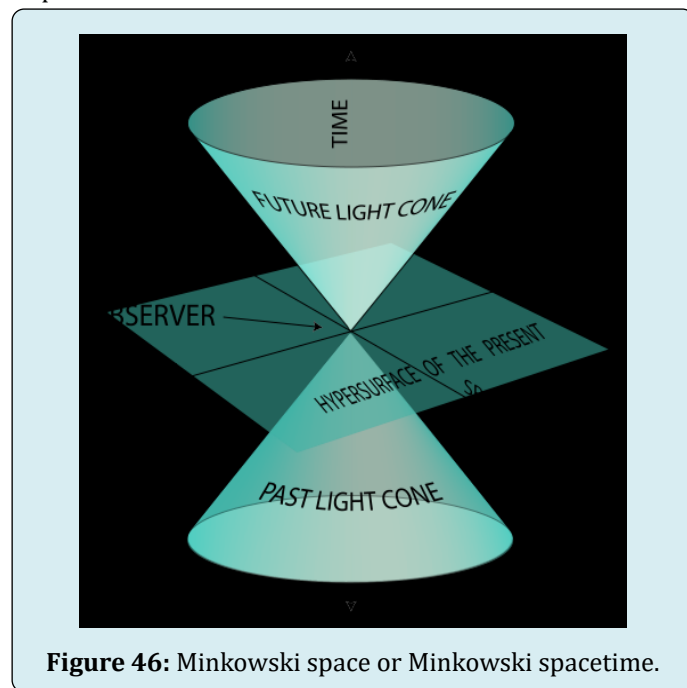 TIME
FUTURE LIGHT CONE
BSERVER
HYPERSURFACE OF THE PRESENT
PAST LIGHT CONE
Figure 46: Minkowski space or Minkowski spacetime.